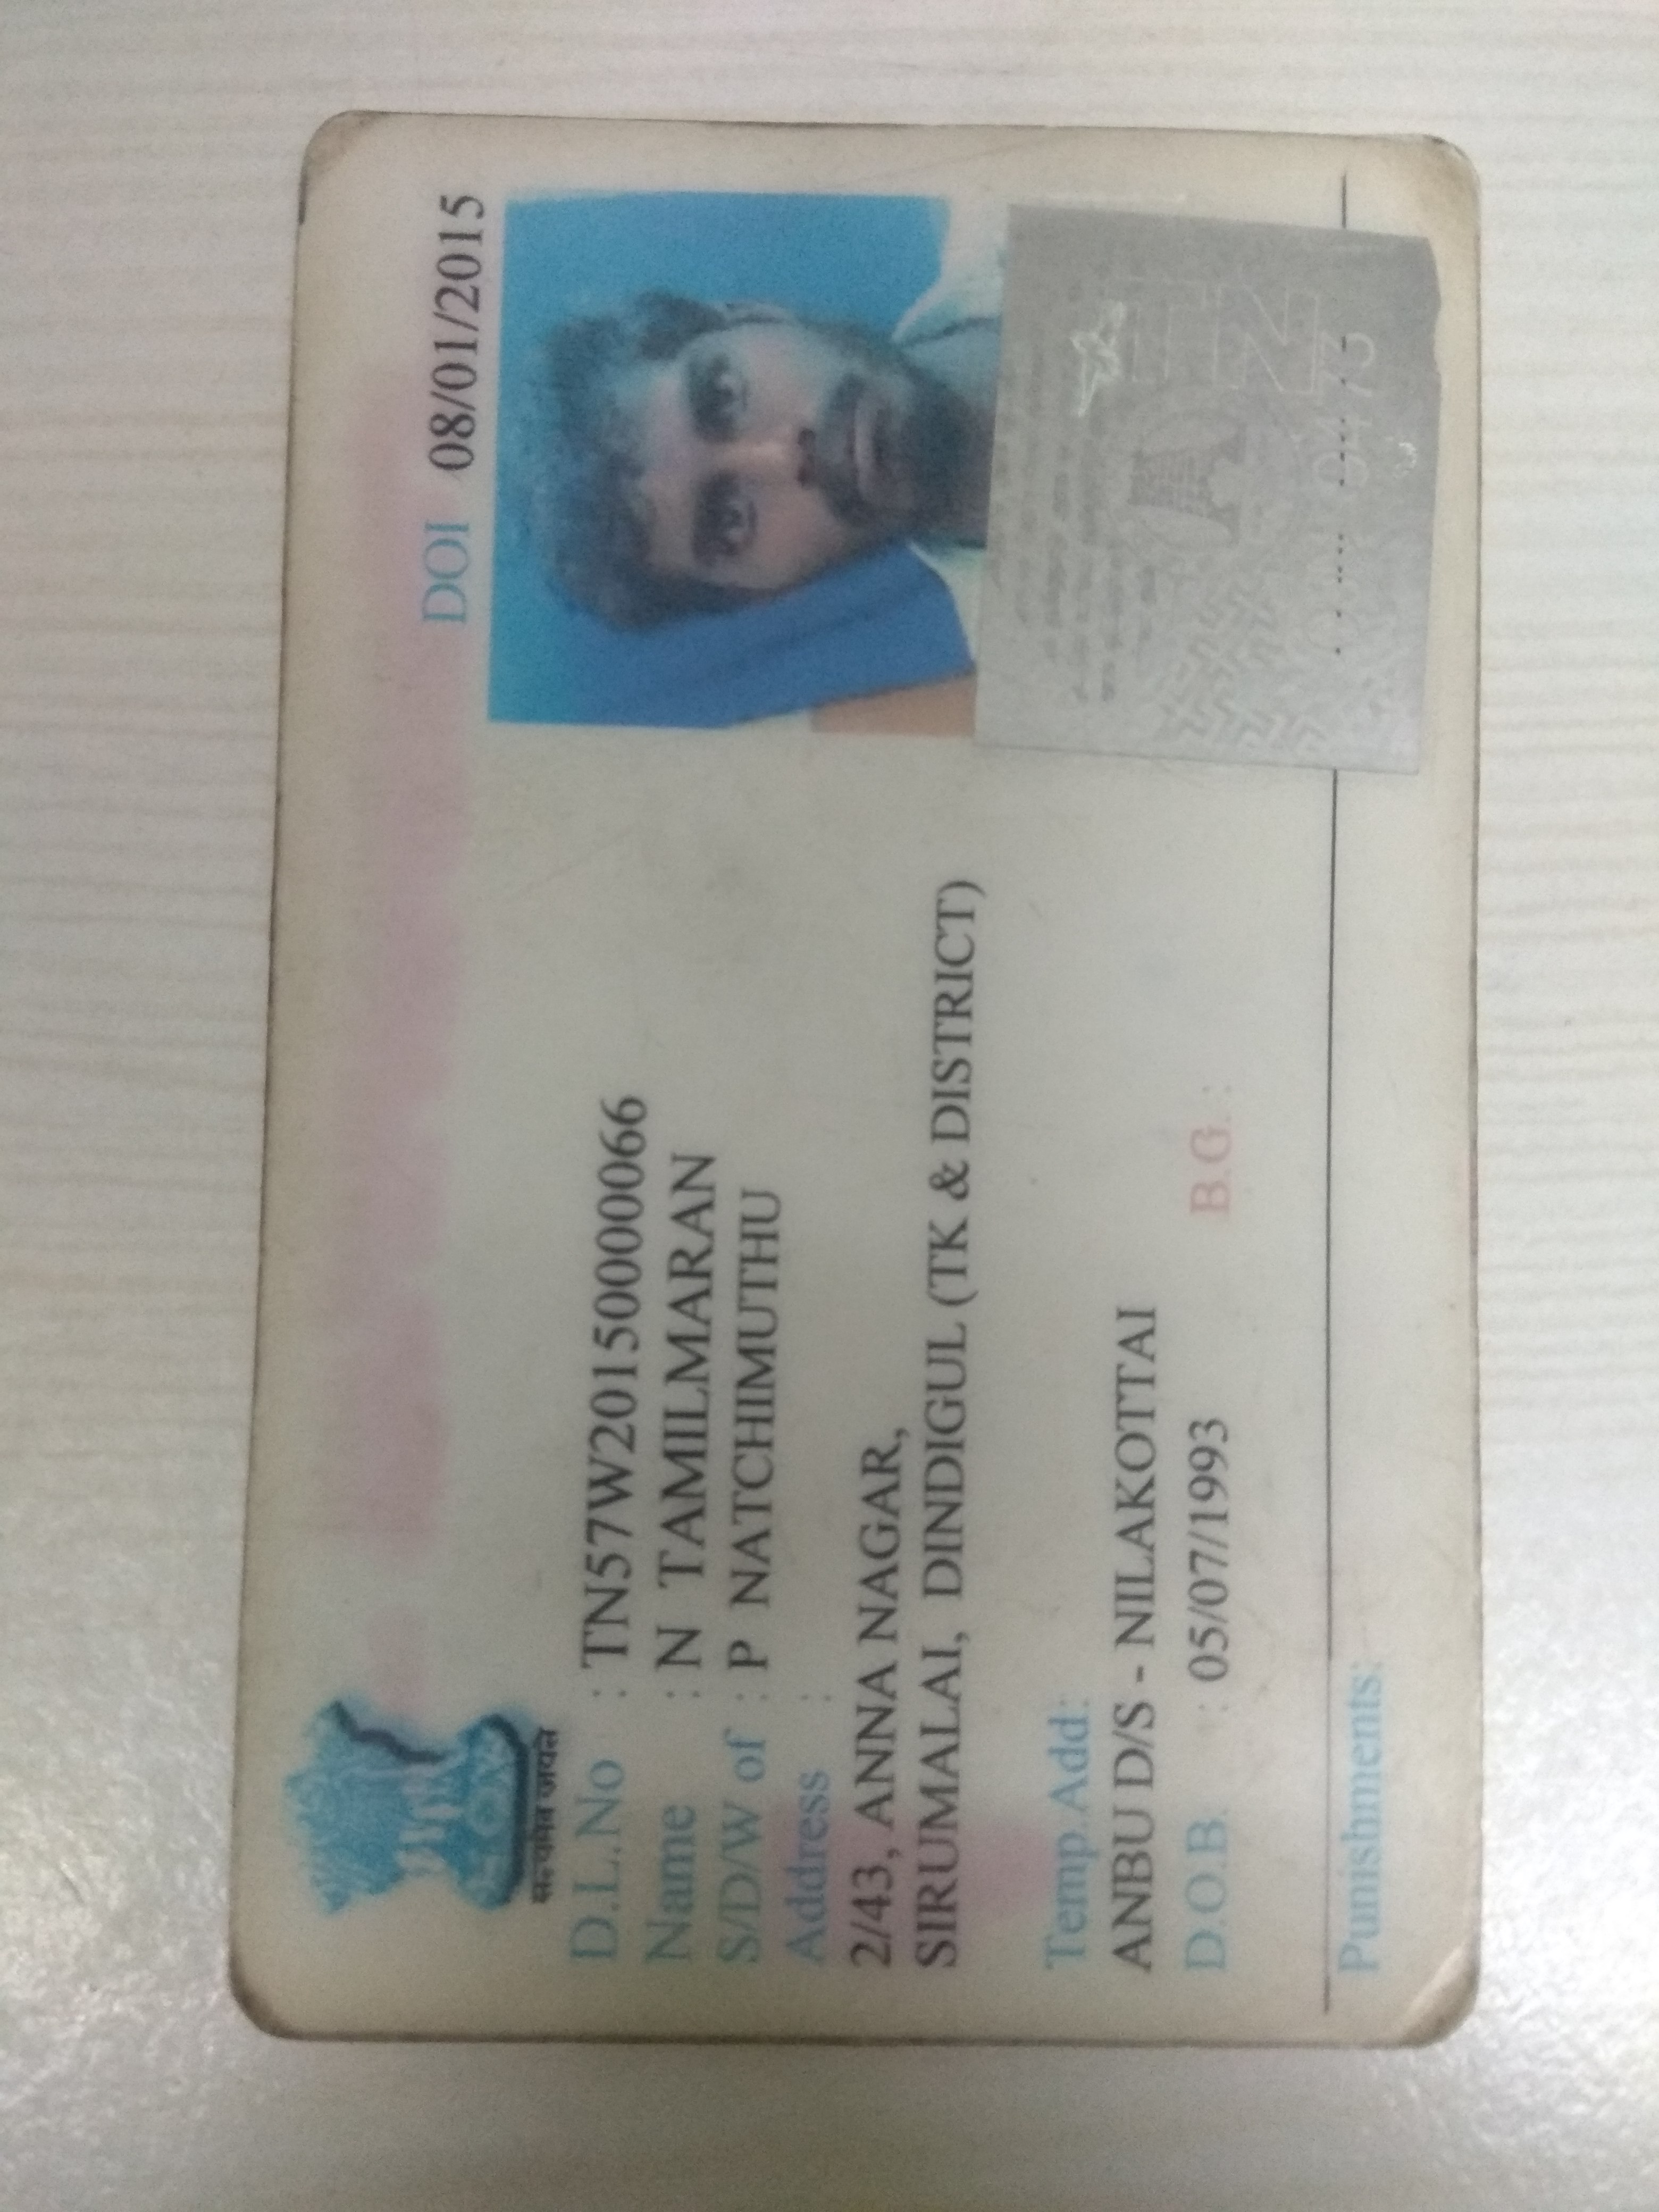 DOI 08/01/2015
सत्यमेव जयते
D.L.No : TN57W20150000066
Name : N TAMILMARAN
S/D/W of : P NATCHIMUTHU
Address :
2/43, ANNA NAGAR,
SIRUMALAI, DINDIGUL (TK & DISTRICT)
Temp.Add:
ANBU D/S - NILAKOTTAI
D.O.B. : 05/07/1993 B.G. :
TN
Punishments: